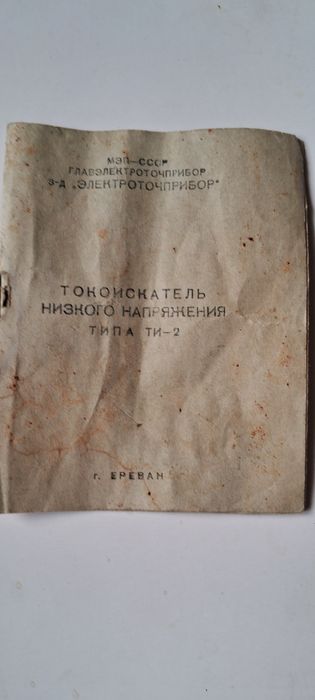 МЭП—СССР
ГЛАВЭЛЕКТРОТОЧПРИБОР
З-Д „ЭЛЕКТРОТОЧПРИБОР"
ТОКОИСКАТЕЛЬ
НИЗКОГО НАПРЯЖЕНИЯ
ТИПА ТИ-2
г. ЕРЕВАН